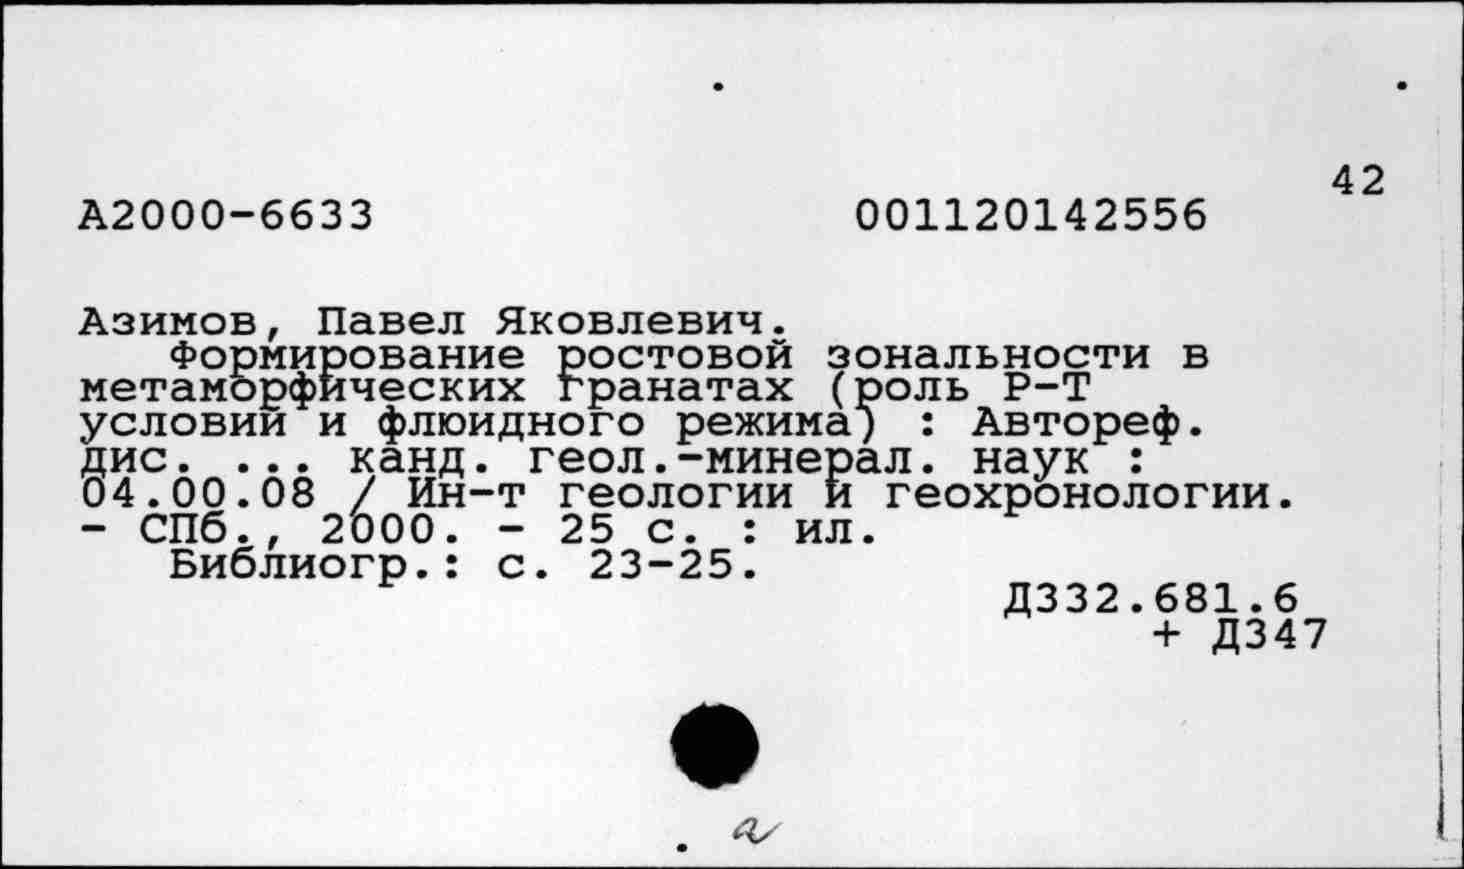 42
A2000-6633 001120142556
Азимов, Павел Яковлевич.
Формирование ростовой зональности в
метаморфических гранатах (роль P-T
условий и флюидного режима) : Автореф.
дис. ... канд. геол.-минерал. наук :
04.00.08 / Ин-т геологии и геохронологии.
- СПб., 2000. - 25 с. : ил.
Библиогр.: с. 23-25.
Д332.681.6
+ Д347
а